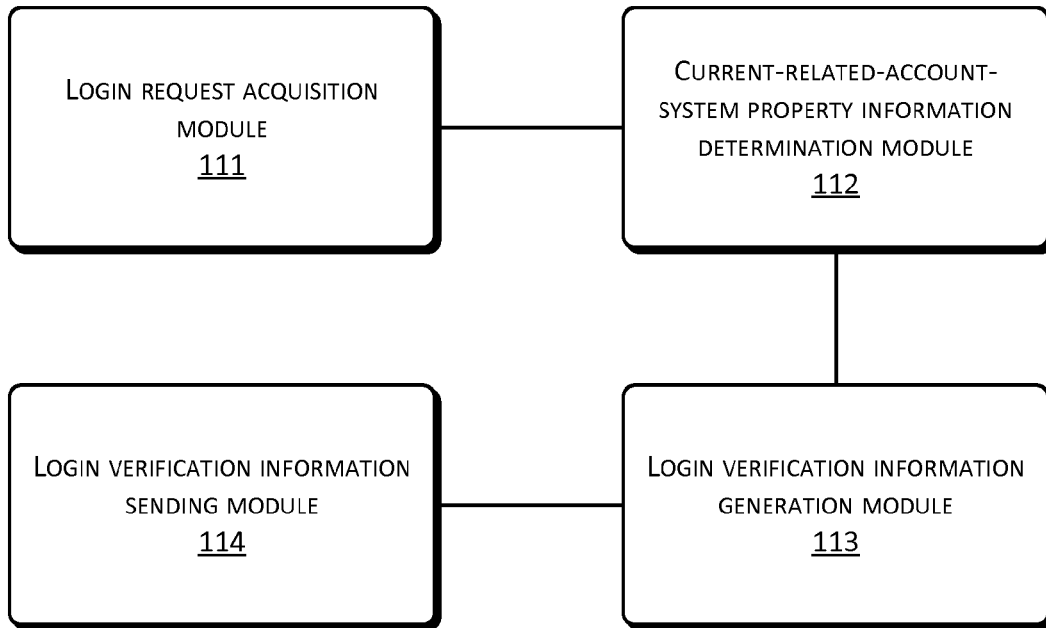 LOGIN REQUEST ACQUISITION
MODULE
111
CURRENT-RELATED-ACCOUNT-
SYSTEM PROPERTY INFORMATION
DETERMINATION MODULE
112
LOGIN VERIFICATION INFORMATION
SENDING MODULE
114
LOGIN VERIFICATION INFORMATION
GENERATION MODULE
113